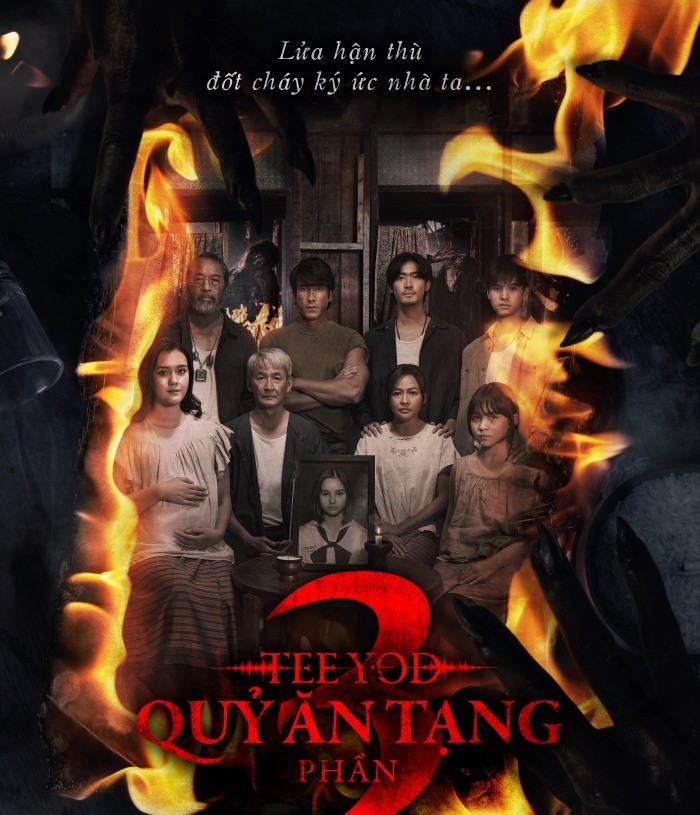 Lửa hận thù
đốt cháy ký ức nhà ta...
TEE YOD
QUỶ ĂN TẠNG
PHẦN
3